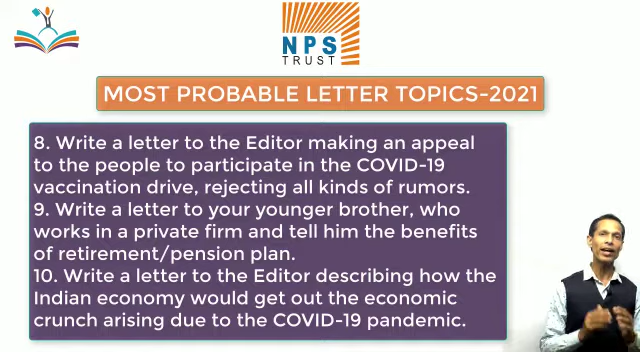 NPS
TRUST
MOST PROBABLE LETTER TOPICS-2021
8. Write a letter to the Editor making an appeal
to the people to participate in the COVID-19
vaccination drive, rejecting all kinds of rumors.
9. Write a letter to your younger brother, who
works in a private firm and tell him the benefits
of retirement/pension plan.
10. Write a letter to the Editor describing how the
Indian economy would get out the economic
crunch arising due to the COVID-19 pandemic.